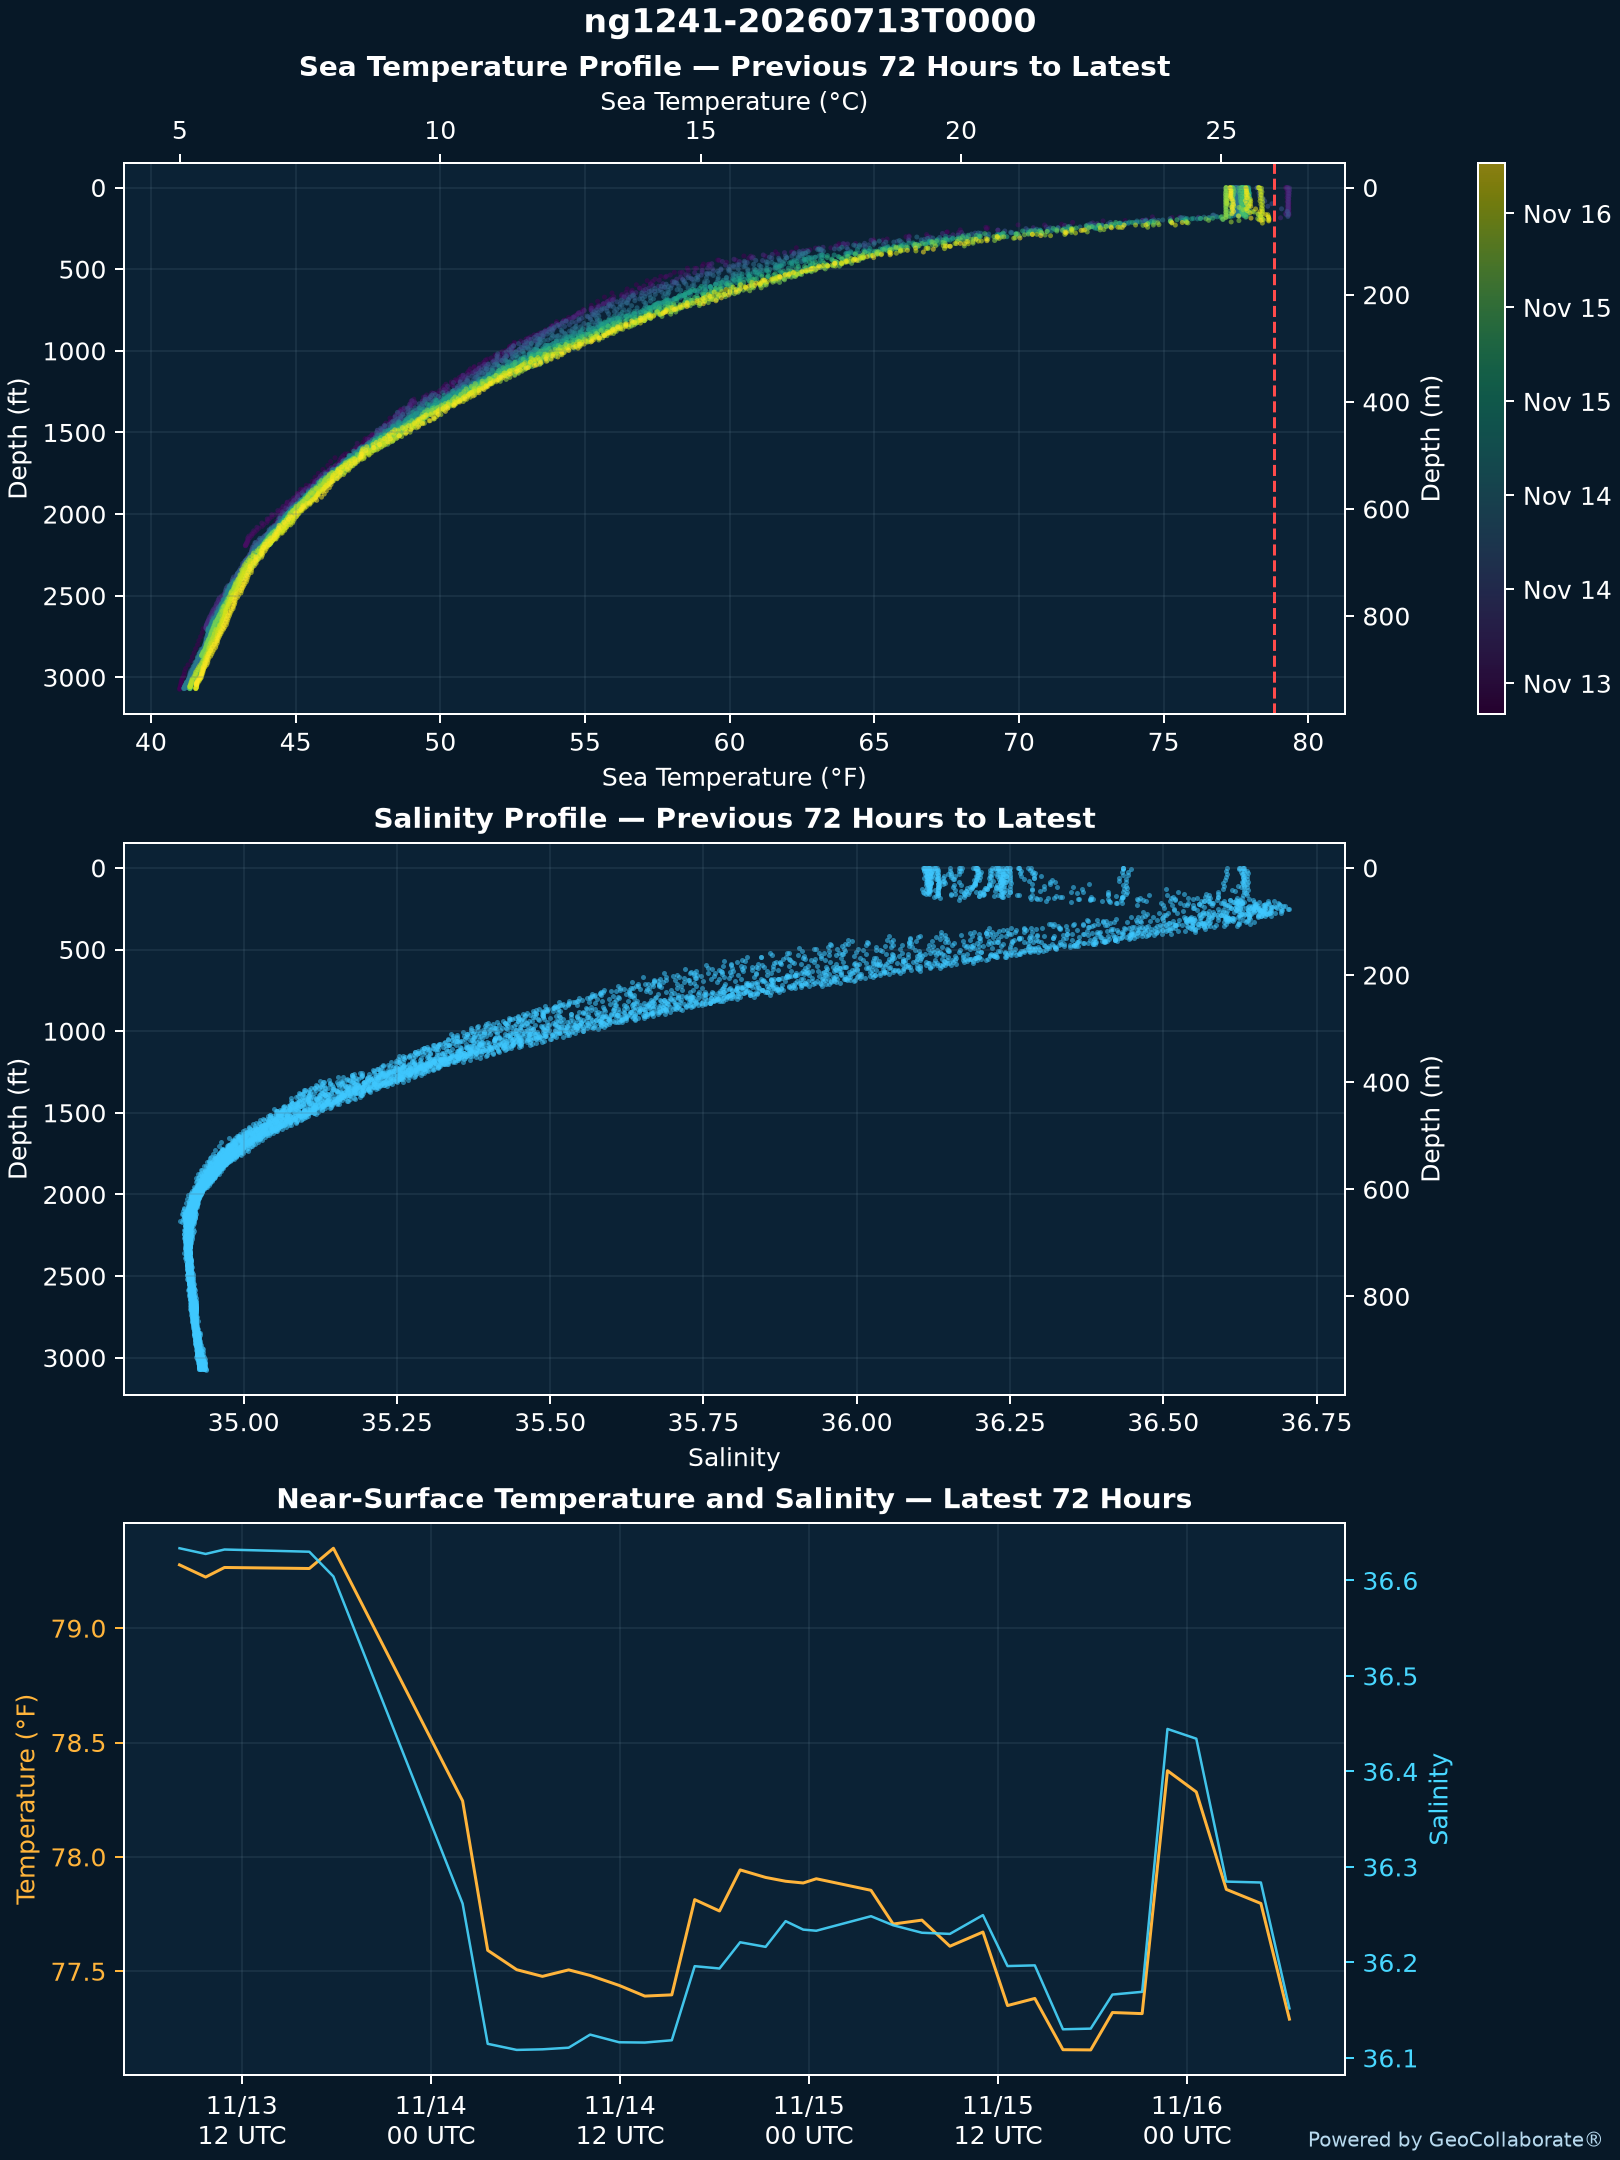 ng1241-20260713T0000
Sea Temperature Profile — Previous 72 Hours to Latest
Sea Temperature (°C)
5 10 15 20 25
0
500
1000
1500
2000
2500
3000
Depth (ft)
0
200
400
600
800
Depth (m)
Nov 16
Nov 15
Nov 15
Nov 14
Nov 14
Nov 13
40 45 50 55 60 65 70 75 80
Sea Temperature (°F)
Salinity Profile — Previous 72 Hours to Latest
0
500
1000
1500
2000
2500
3000
Depth (ft)
0
200
400
600
800
Depth (m)
35.00 35.25 35.50 35.75 36.00 36.25 36.50 36.75
Salinity
Near-Surface Temperature and Salinity — Latest 72 Hours
79.0
78.5
78.0
77.5
Temperature (°F)
36.6
36.5
36.4
36.3
36.2
36.1
Salinity
11/13 11/14 11/14 11/15 11/15 11/16
12 UTC 00 UTC 12 UTC 00 UTC 12 UTC 00 UTC
Powered by GeoCollaborate®